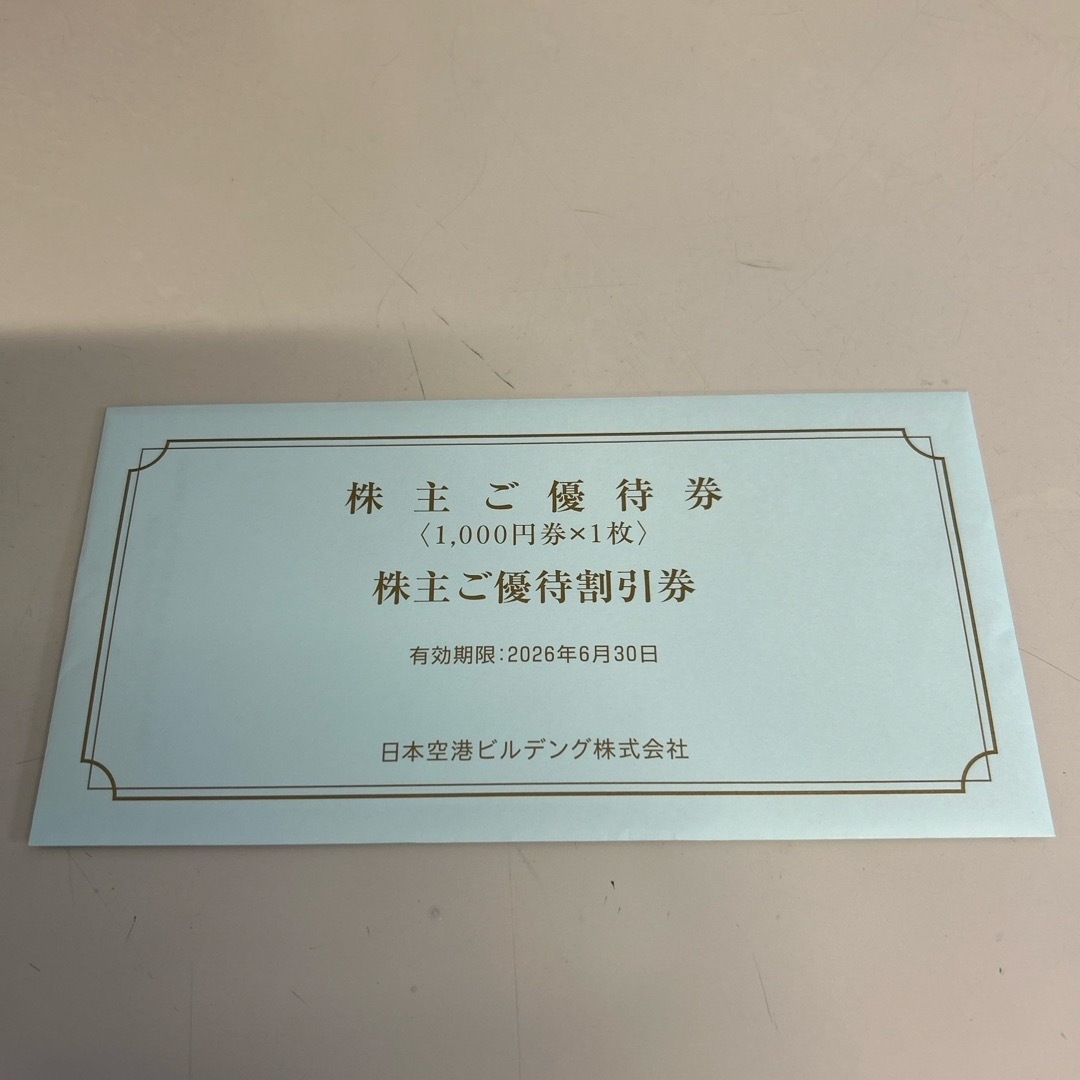 株主ご優待券
〈1,000円券×1枚〉
株主ご優待割引券
有効期限:2026年6月30日
日本空港ビルデング株式会社